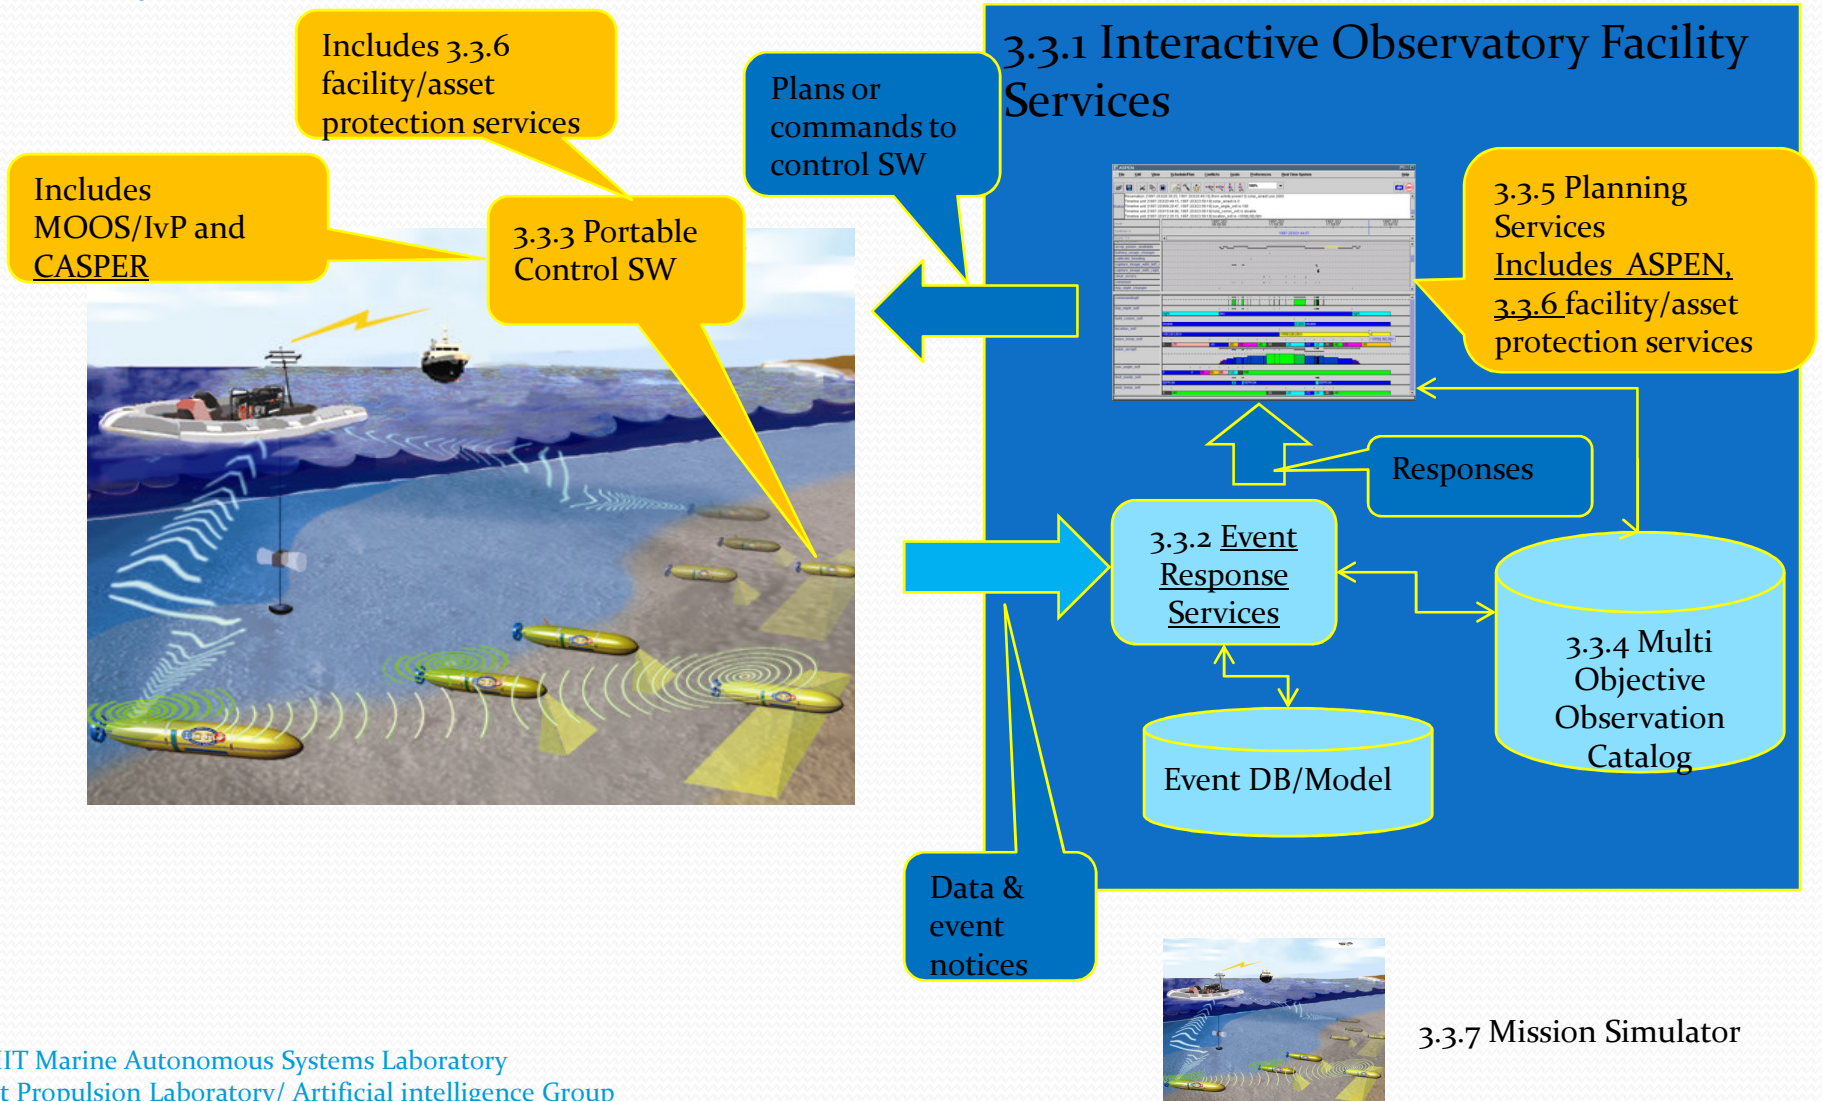 Includes 3.3.6
facility/asset
protection services
Includes
MOOS/IvP and
CASPER
3.3.3 Portable
Control SW
Plans or
commands to
control SW
3.3.1 Interactive Observatory Facility
Services
ASPEN
3.3.5 Planning
Services
Includes ASPEN,
3.3.6 facility/asset
protection services
Responses
3.3.2 Event
Response
Services
3.3.4 Multi
Objective
Observation
Catalog
Event DB/Model
Data &
event
notices
3.3.7 Mission Simulator
IIT Marine Autonomous Systems Laboratory
t Propulsion Laboratory/ Artificial intelligence Group